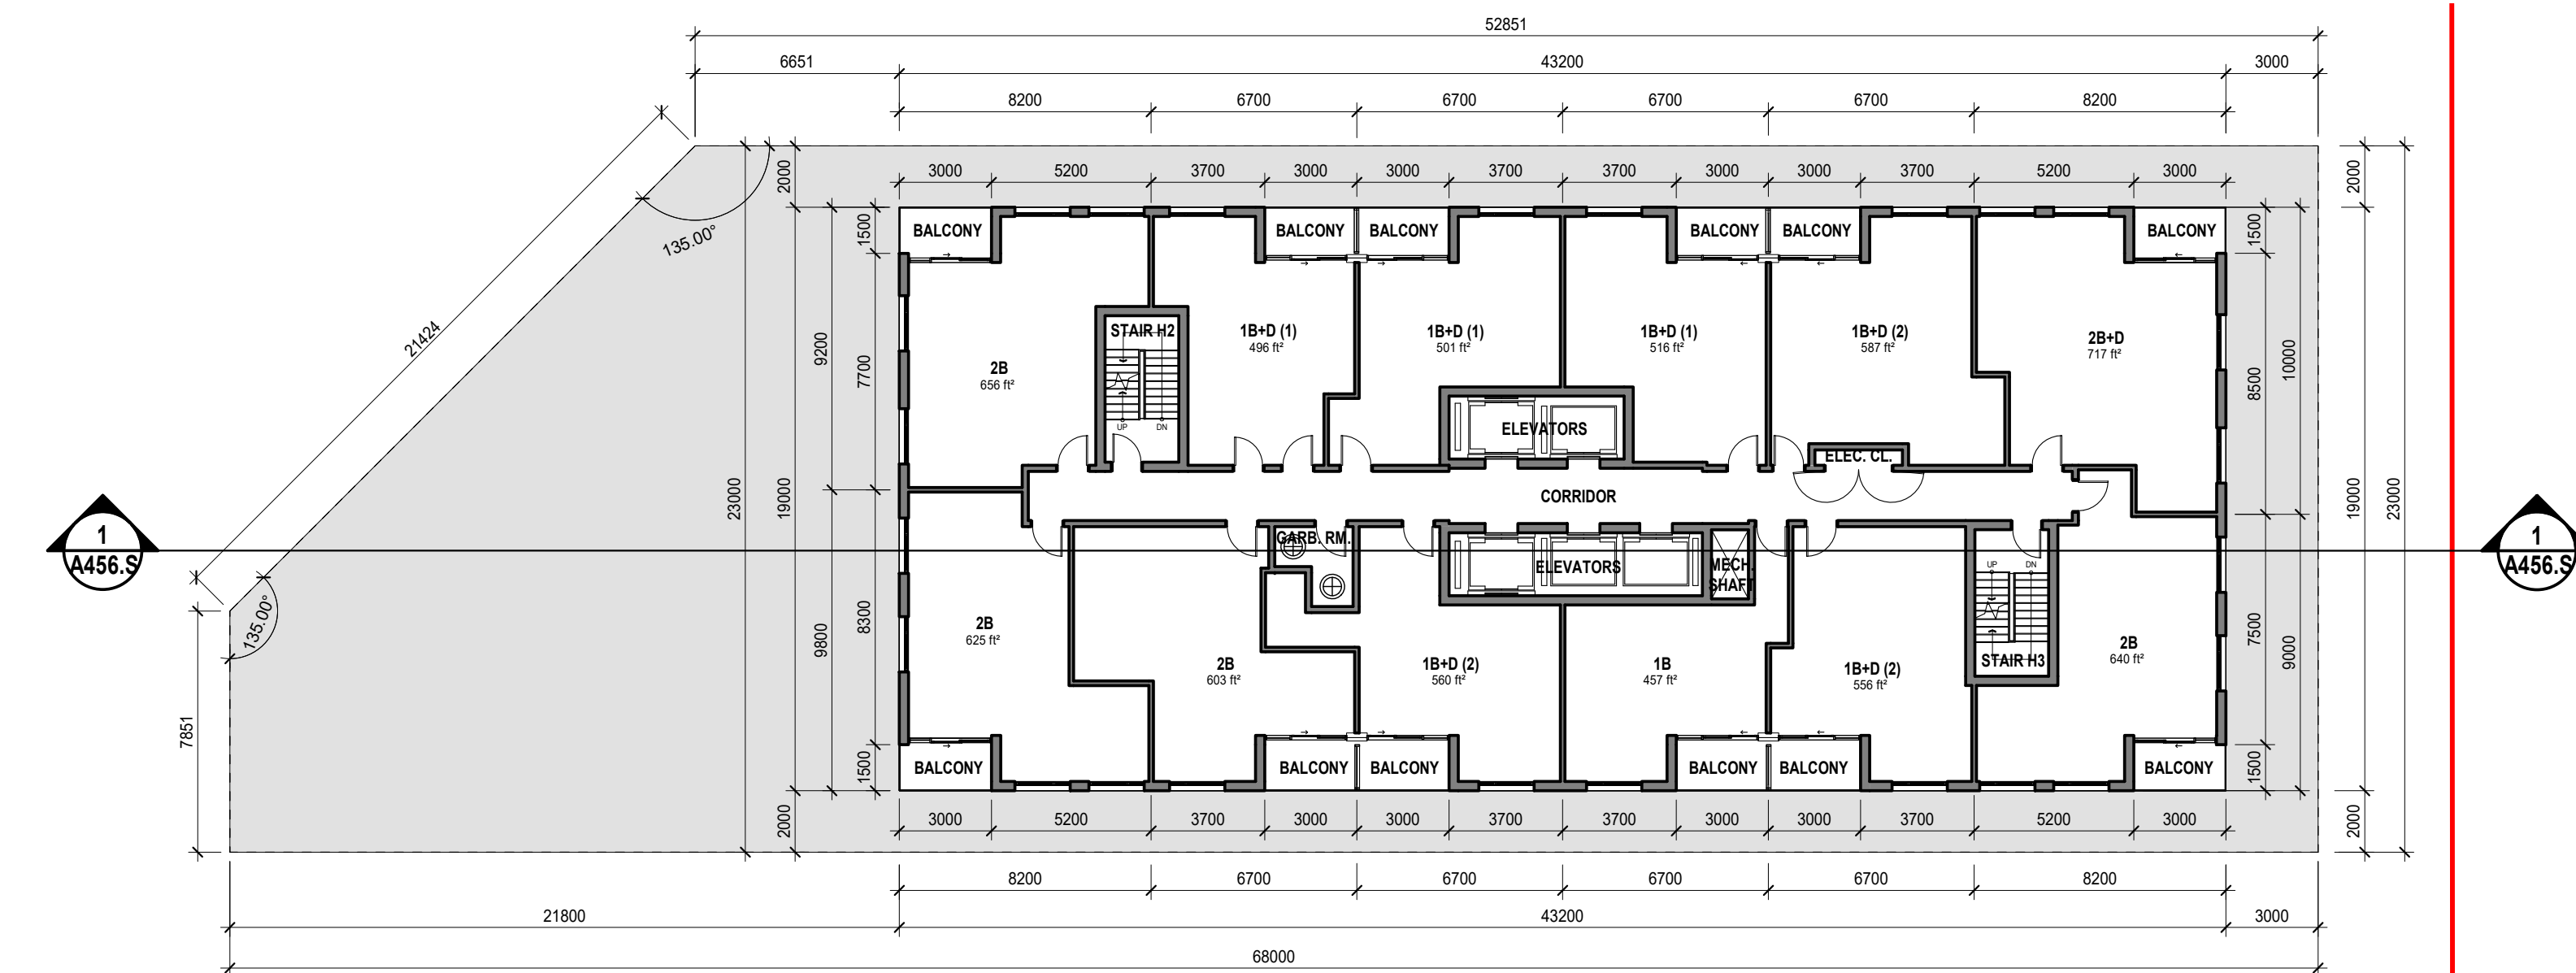 52851
6651
43200
3000
8200
6700
6700
6700
6700
8200
3000
5200
3700
3000
3000
3700
3700
3000
3000
3700
5200
3000
2000
2000
135.00°
1500
BALCONY
BALCONY
BALCONY
BALCONY
BALCONY
BALCONY
1500
21424
9200
7700
STAIR H2
UP
DN
2B
656 ft²
1B+D (1)
496 ft²
1B+D (1)
501 ft²
1B+D (1)
516 ft²
1B+D (2)
587 ft²
2B+D
717 ft²
8500
10000
ELEVATORS
ELEC. CL.
CORRIDOR
23000
19000
19000
23000
1
A456.S
1
A456.S
GARB. RM.
ELEVATORS
MECH.
SHAFT
UP
DN
STAIR H3
135.00°
7851
9800
8300
2B
625 ft²
2B
603 ft²
1B+D (2)
560 ft²
1B
457 ft²
1B+D (2)
556 ft²
2B
640 ft²
7500
9000
1500
BALCONY
BALCONY
BALCONY
BALCONY
BALCONY
BALCONY
1500
2000
2000
3000
5200
3700
3000
3000
3700
3700
3000
3000
3700
5200
3000
8200
6700
6700
6700
6700
8200
21800
43200
3000
68000